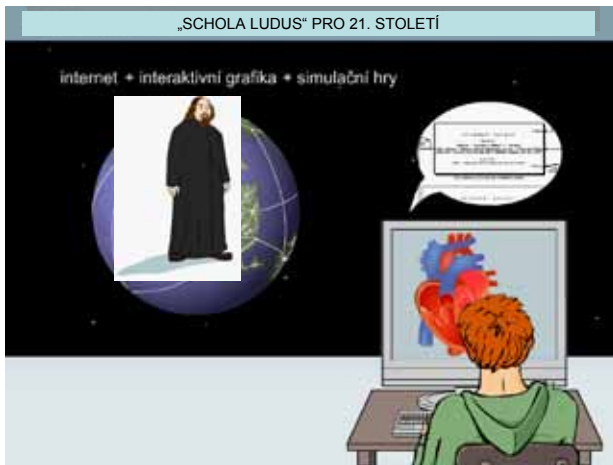 „SCHOLA LUDUS“ PRO 21. STOLETÍ
internet + interaktivní grafika + simulační hry